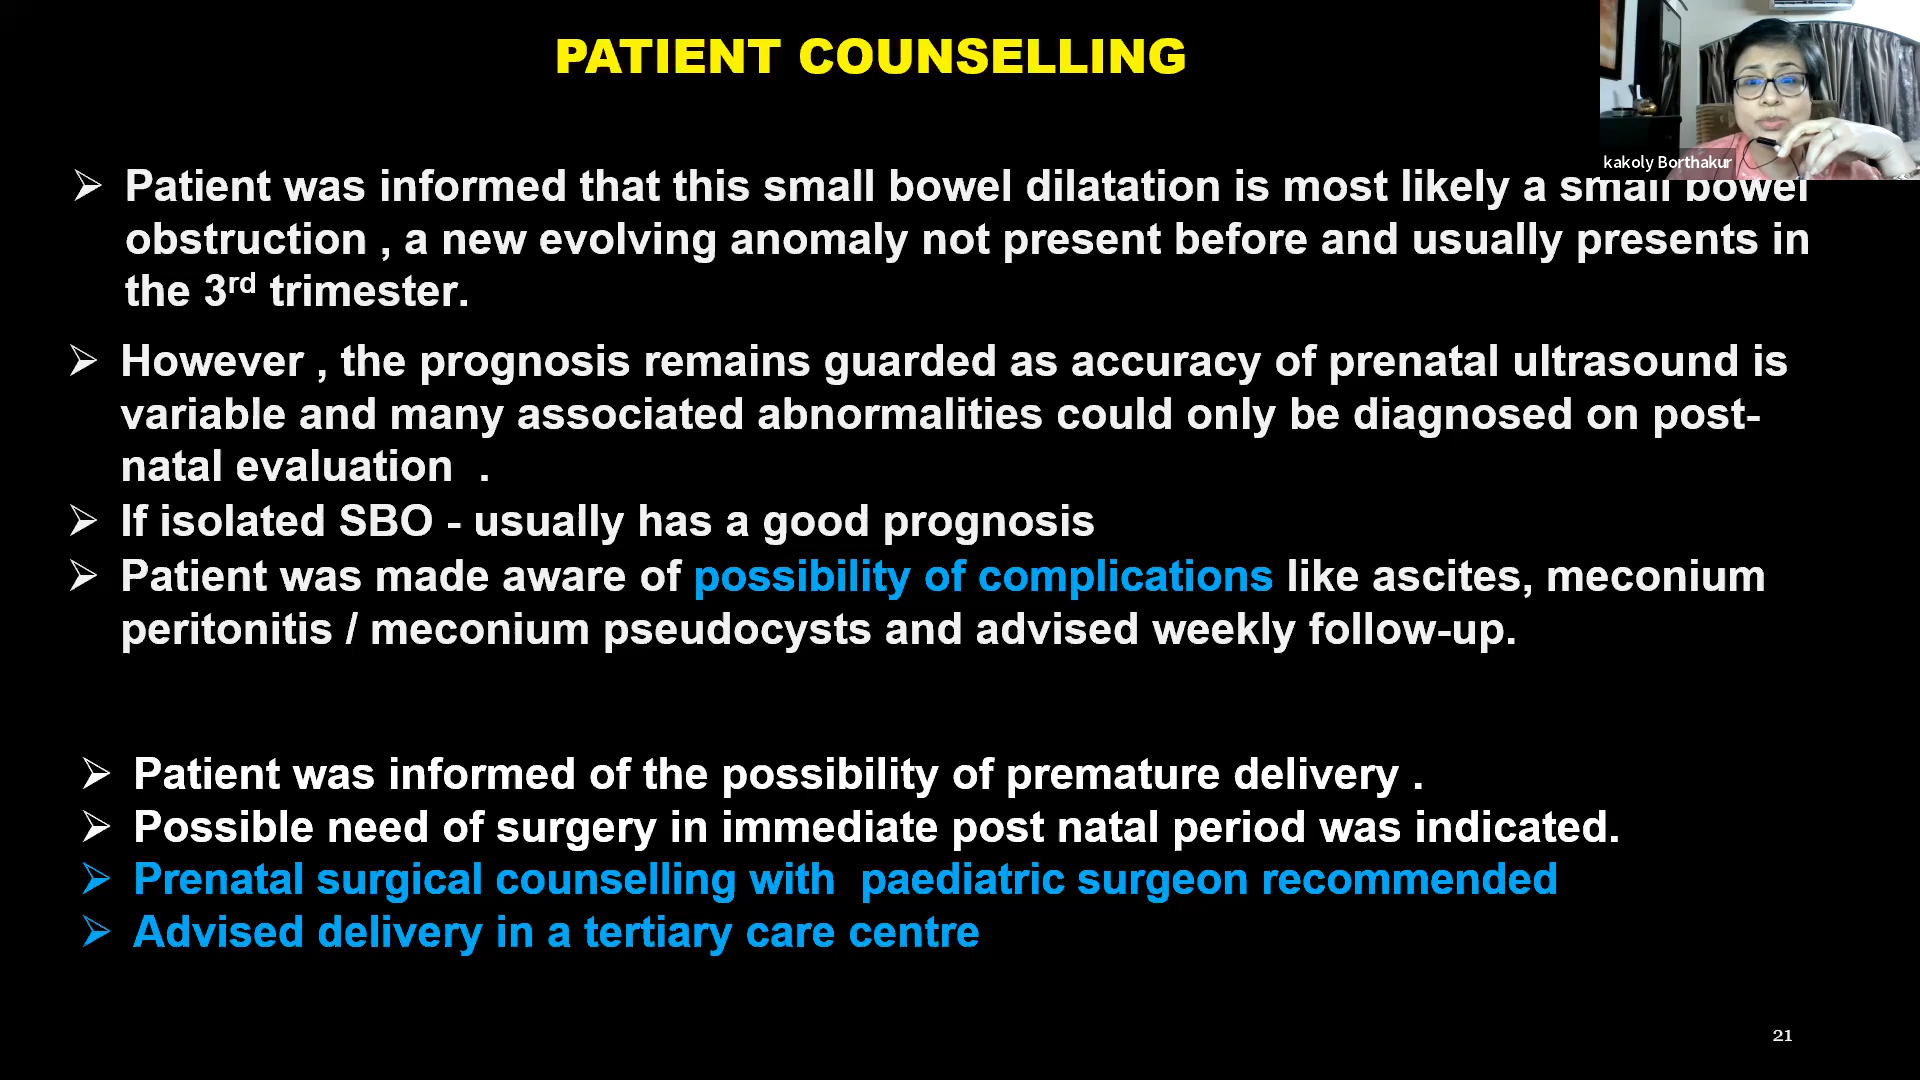 PATIENT COUNSELLING
kakoly Borthakur
➢ Patient was informed that this small bowel dilatation is most likely a small bowel
obstruction , a new evolving anomaly not present before and usually presents in
the 3rd trimester.
➢ However , the prognosis remains guarded as accuracy of prenatal ultrasound is
variable and many associated abnormalities could only be diagnosed on post-
natal evaluation .
➢ If isolated SBO - usually has a good prognosis
➢ Patient was made aware of possibility of complications like ascites, meconium
peritonitis / meconium pseudocysts and advised weekly follow-up.
➢ Patient was informed of the possibility of premature delivery .
➢ Possible need of surgery in immediate post natal period was indicated.
➢ Prenatal surgical counselling with paediatric surgeon recommended
➢ Advised delivery in a tertiary care centre
21